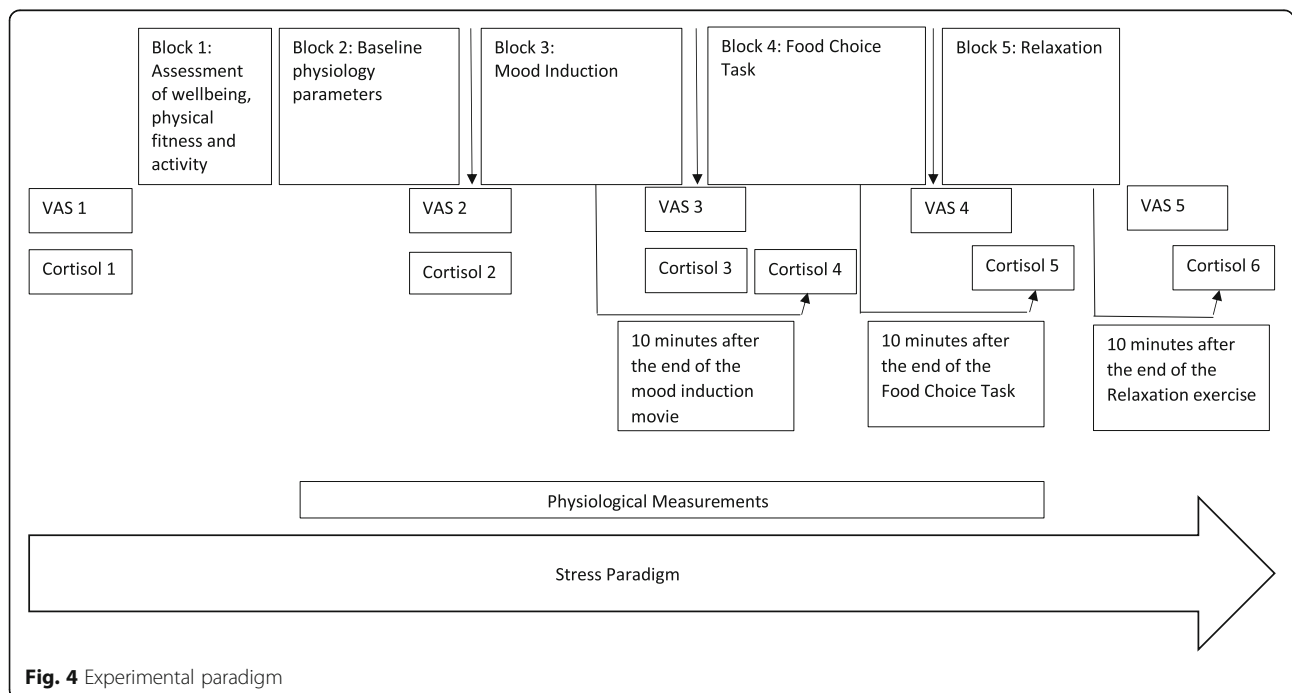 Block 1:
Assessment
of wellbeing,
physical
fitness and
activity
Block 2: Baseline
physiology
parameters
Block 3:
Mood Induction
Block 4: Food Choice
Task
Block 5: Relaxation
VAS 1
VAS 2
VAS 3
VAS 4
VAS 5
Cortisol 1
Cortisol 2
Cortisol 3
Cortisol 4
Cortisol 5
Cortisol 6
10 minutes after
the end of the
mood induction
movie
10 minutes after
the end of the
Food Choice Task
10 minutes after
the end of the
Relaxation exercise
Physiological Measurements
Stress Paradigm
Fig. 4 Experimental paradigm